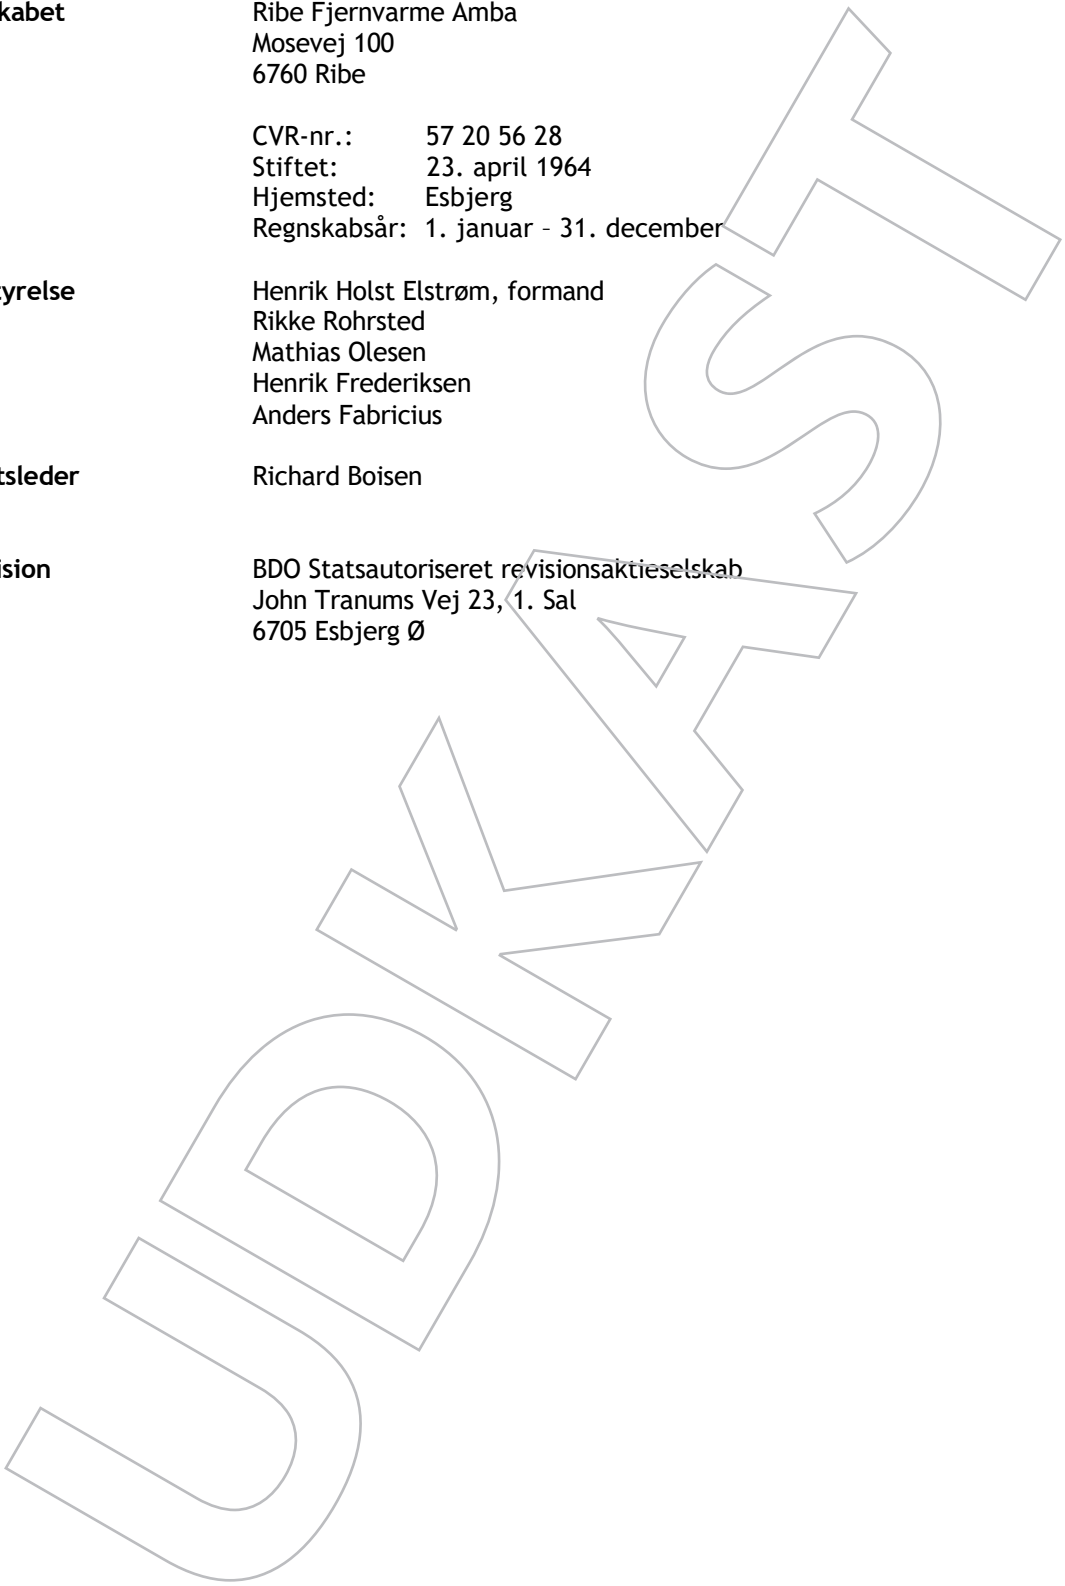 kabet Ribe Fjernvarme Amba
Mosevej 100
6760 Ribe
CVR-nr.: 57 20 56 28
Stiftet: 23. april 1964
Hjemsted: Esbjerg
Regnskabsår: 1. januar – 31. december
yrelse Henrik Holst Elstrøm, formand
Rikke Rohrsted
Mathias Olesen
Henrik Frederiksen
Anders Fabricius
tsleder Richard Boisen
ision BDO Statsautoriseret revisionsaktieselskab
John Tranums Vej 23, 1. Sal
6705 Esbjerg Ø
UDKAST